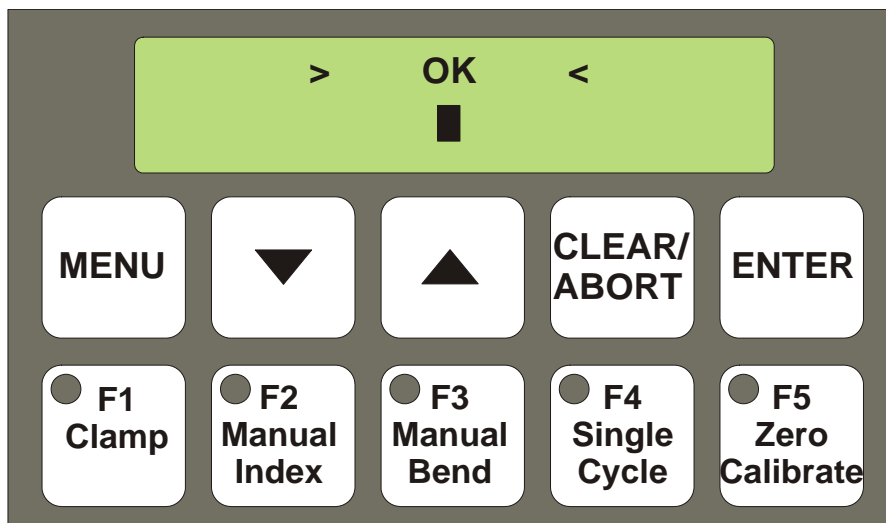 > OK <
MENU
CLEAR/
ABORT
ENTER
F1
Clamp
F2
Manual
Index
F3
Manual
Bend
F4
Single
Cycle
F5
Zero
Calibrate